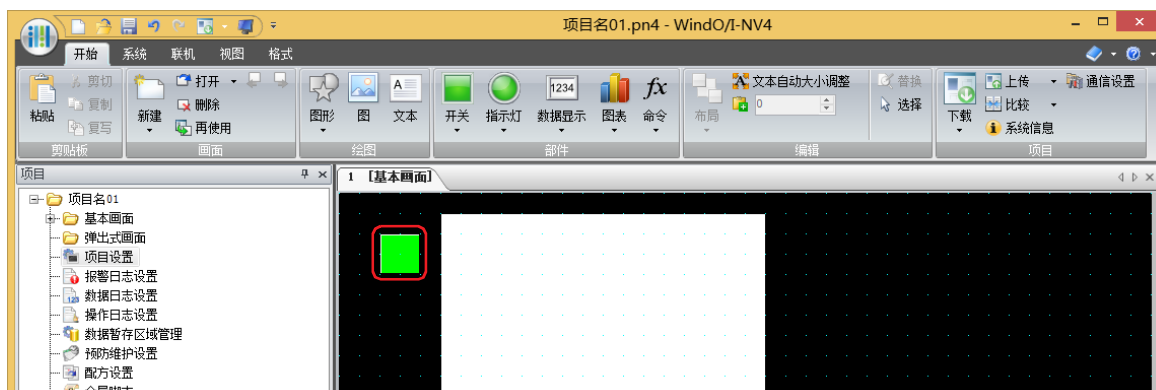 项目名01.pn4 - WindO/I-NV4
开始 系统 联机 视图 格式
粘贴 剪切 复制 复写
剪贴板
新建 打开 删除 再使用
画面
图形 图 文本
绘图
开关 指示灯 1234 数据显示 图表 fx 命令
部件
布局 文本自动大小调整 0 替换 选择
编辑
下载 上传 比较 系统信息 通信设置
项目
项目
1 [基本画面]
项目名01
基本画面
弹出式画面
项目设置
报警日志设置
数据日志设置
操作日志设置
数据暂存区域管理
预防维护设置
配方设置